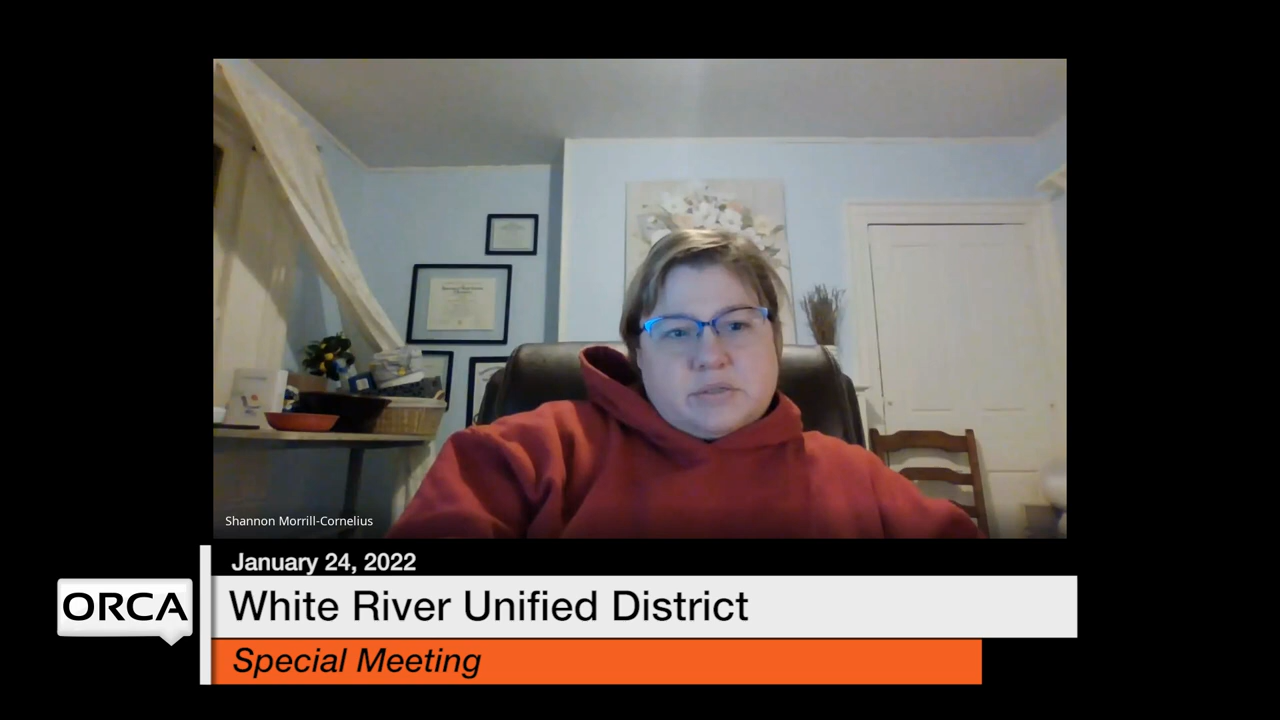 Shannon Morrill-Cornelius
January 24, 2022
ORCA
White River Unified District
Special Meeting